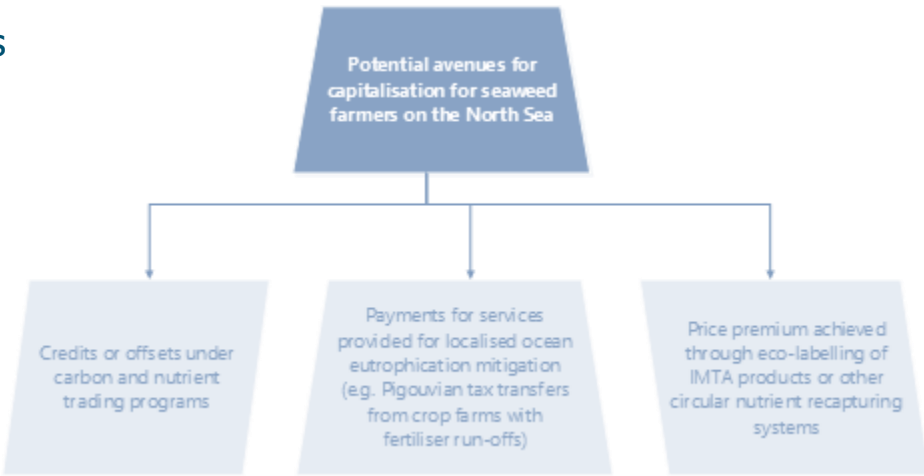 s
Potential avenues for
capitalisation for seaweed
farmers on the North Sea
Credits or offsets under
carbon and nutrient
trading programs
Payments for services
provided for localised ocean
eutrophication mitigation
(e.g. Pigouvian tax transfers
from crop farms with
fertiliser run-offs)
Price premium achieved
through eco-labelling of
IMTA products or other
circular nutrient recapturing
systems